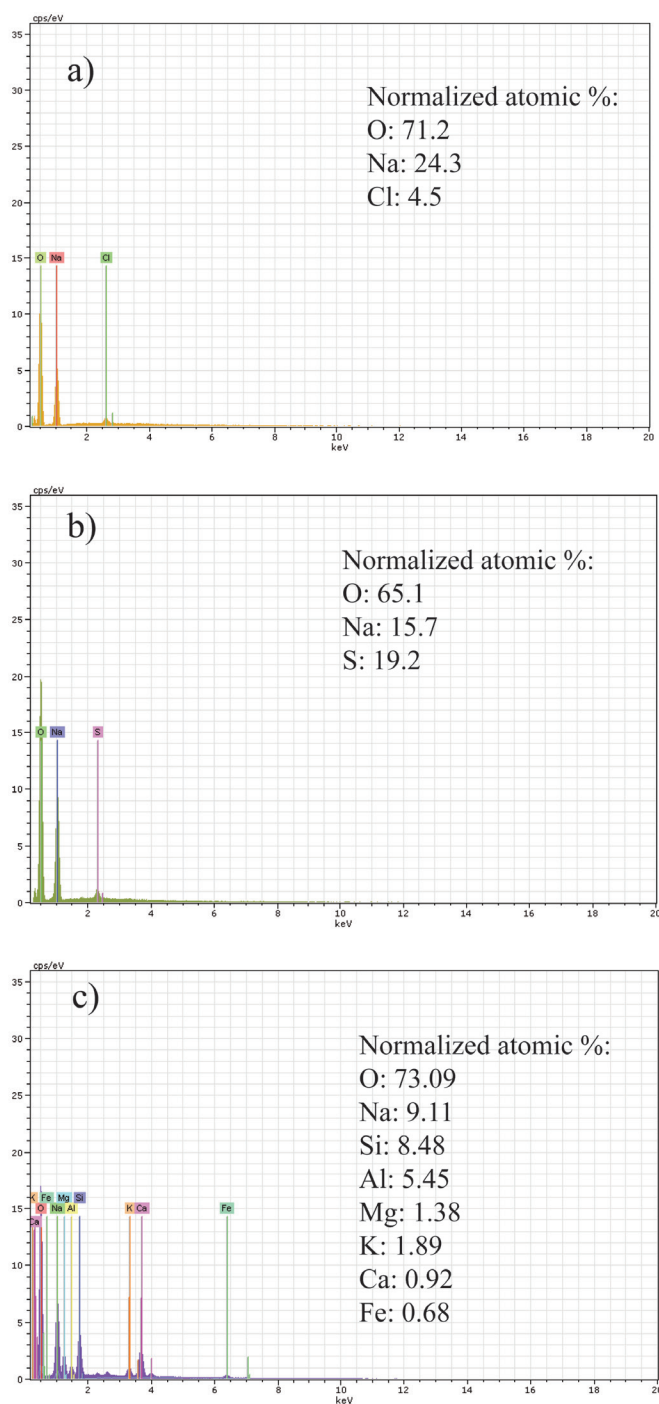 cps/eV
35
a)
Normalized atomic %:
O: 71.2
Na: 24.3
Cl: 4.5
30
25
20
15
O Na Cl
10
5
0
2 4 6 8 10 12 14 16 18 20
keV
cps/eV
35
b)
Normalized atomic %:
O: 65.1
Na: 15.7
S: 19.2
30
25
20
15
O Na S
10
5
0
2 4 6 8 10 12 14 16 18 20
keV
cps/eV
35
c)
Normalized atomic %:
O: 73.09
Na: 9.11
Si: 8.48
Al: 5.45
Mg: 1.38
K: 1.89
Ca: 0.92
Fe: 0.68
30
25
20
15
K Fe Mg Si
O Na Al K Ca Fe
Ca
10
5
0
2 4 6 8 10 12 14 16 18 20
keV